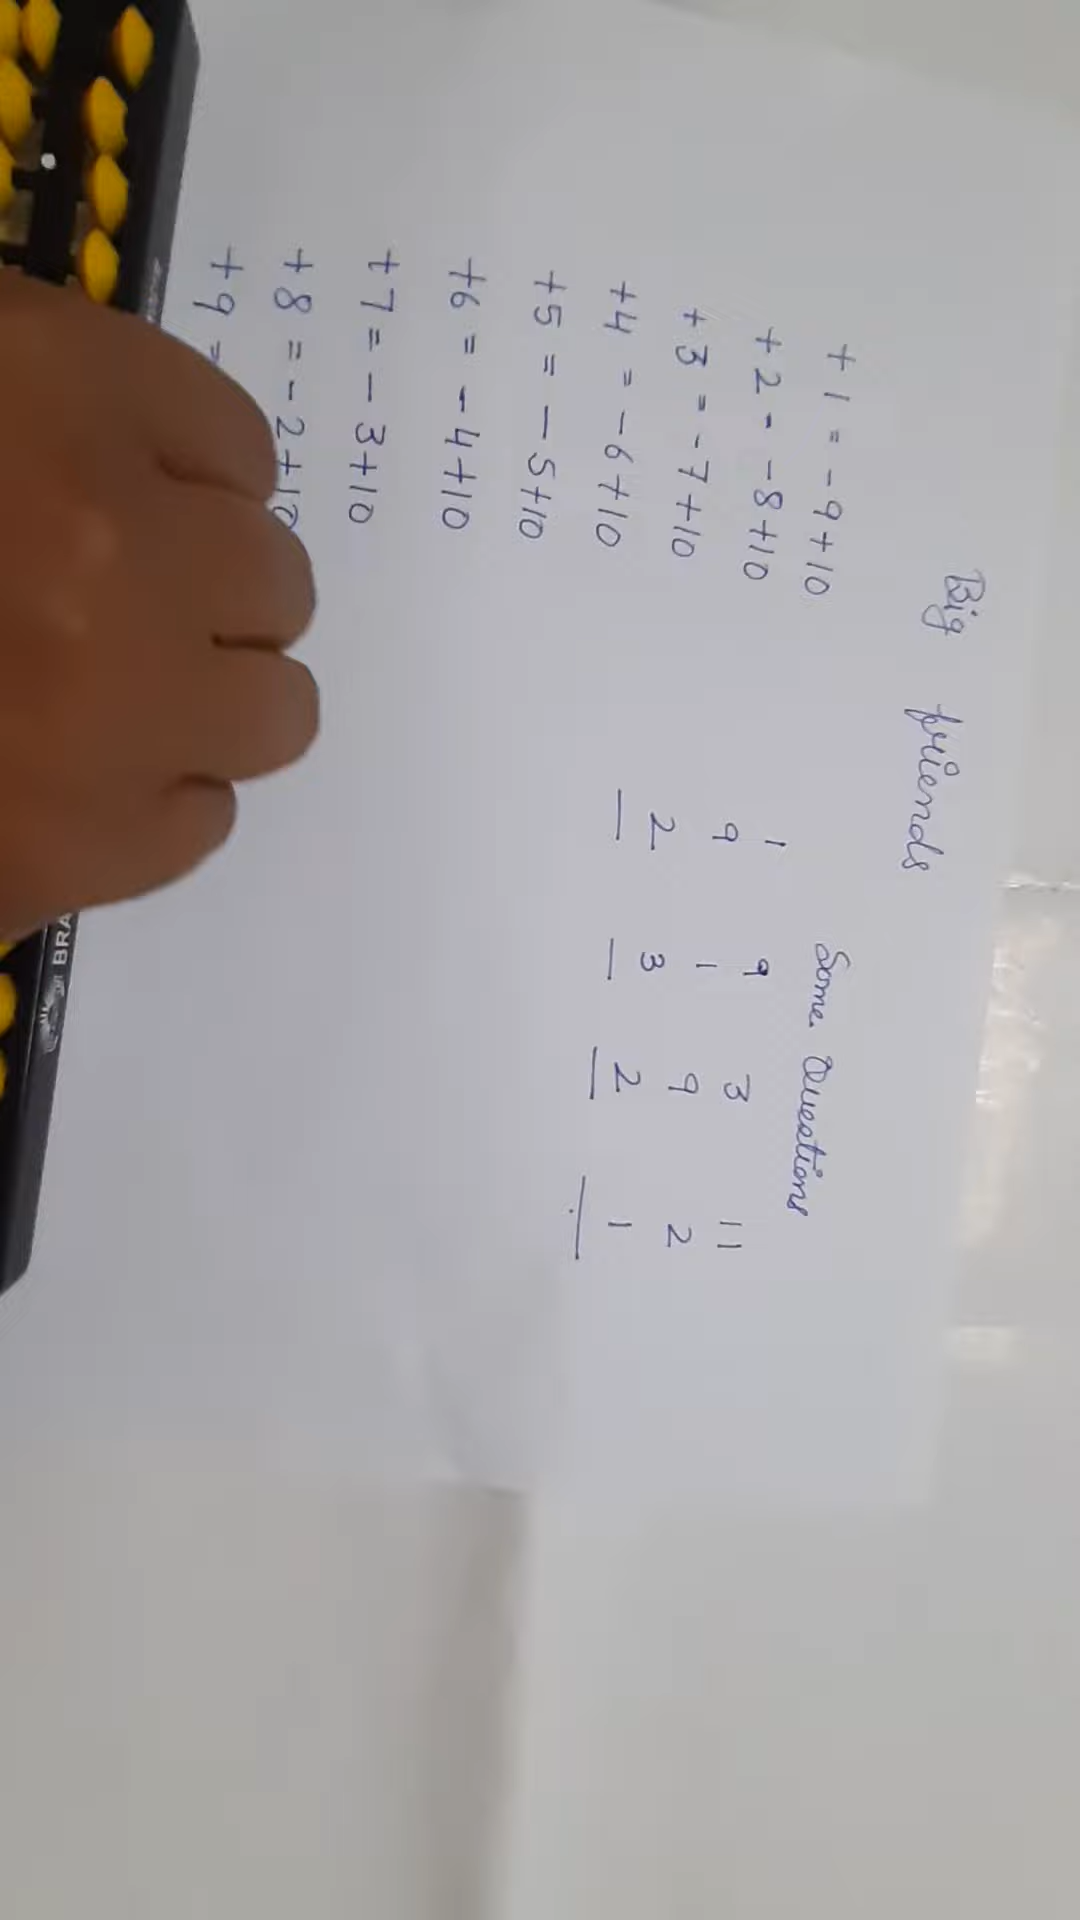 Big friends
+1 = -9+10
+2 = -8+10
+3 = -7+10
+4 = -6+10
+5 = -5+10
+6 = -4+10
+7 = -3+10
+8 = -2+10
+9 =
Some Questions
1 9 3 11
9 1 9 2
2 3 2 1
BRA